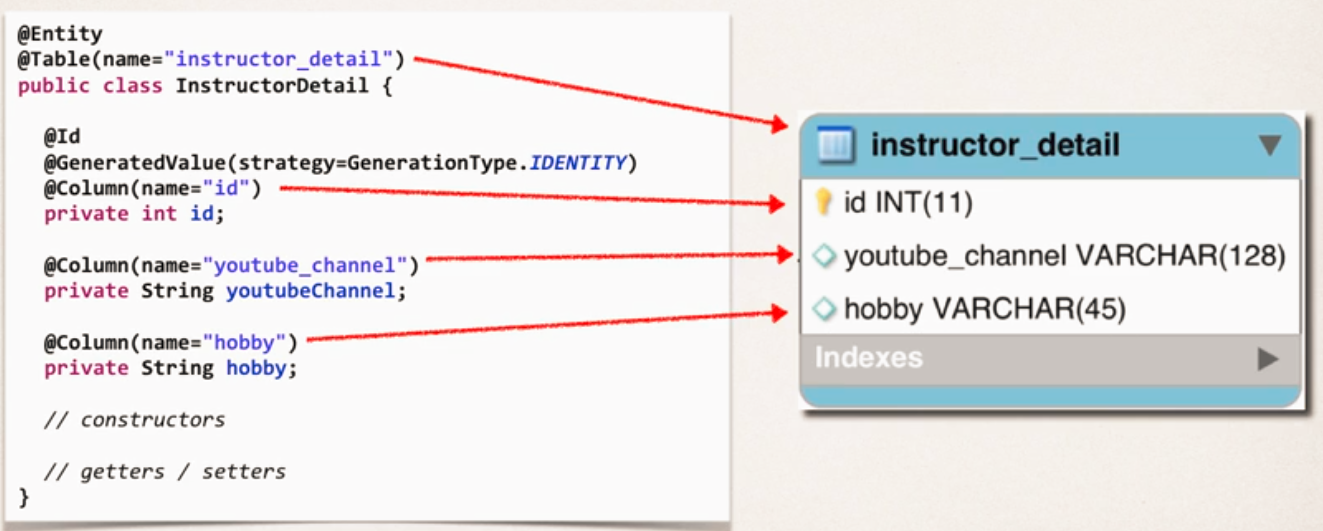 @Entity
@Table(name="instructor_detail")
public class InstructorDetail {
@Id
@GeneratedValue(strategy=GenerationType.IDENTITY)
@Column(name="id")
private int id;
@Column(name="youtube_channel")
private String youtubeChannel;
@Column(name="hobby")
private String hobby;
// constructors
// getters / setters
}
instructor_detail
id INT(11)
youtube_channel VARCHAR(128)
hobby VARCHAR(45)
Indexes